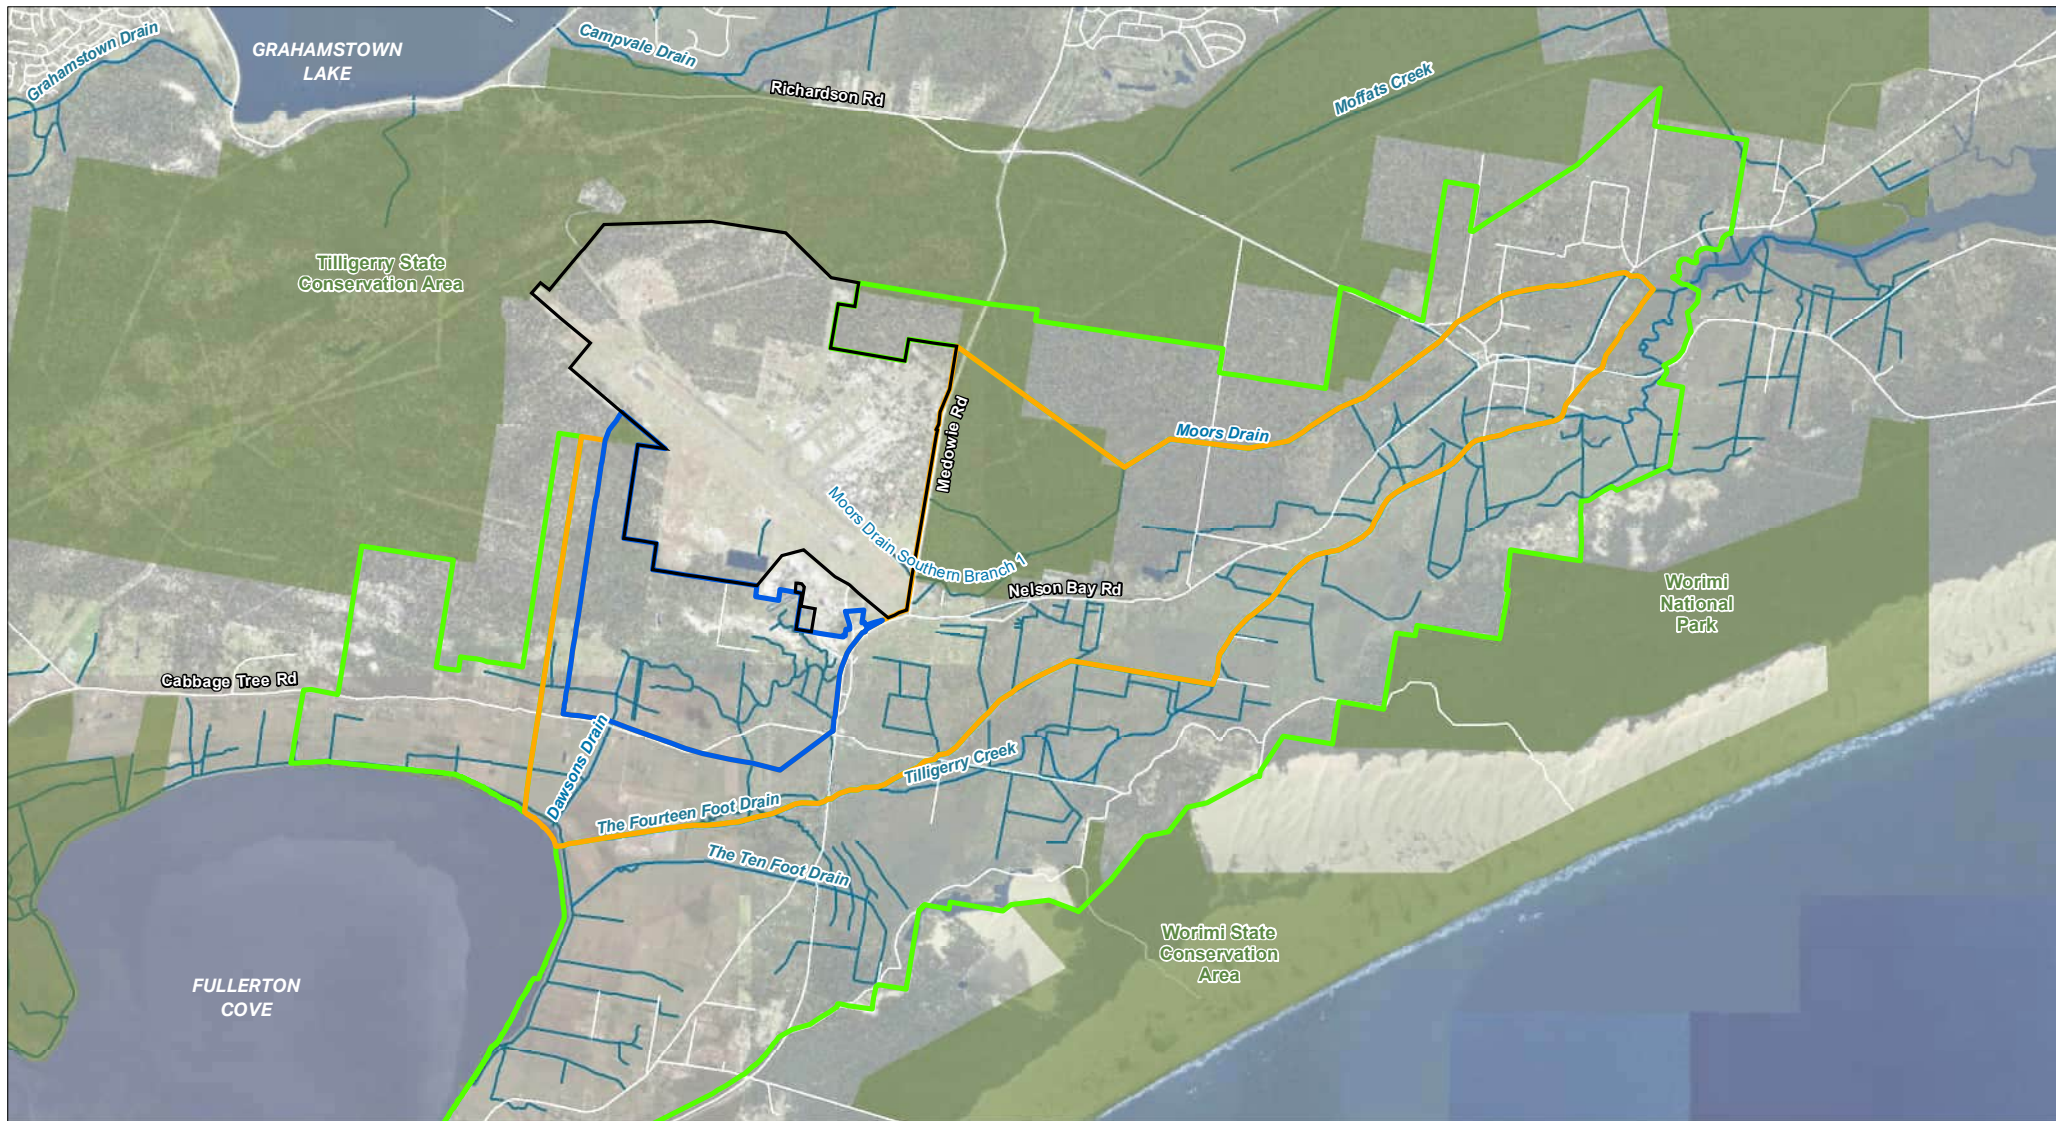 Grahamstown Drain
GRAHAMSTOWN
LAKE
Campvale Drain
Richardson Rd
Moffats Creek
Tilligerry State
Conservation Area
Medowie Rd
Moors Drain
Moors Drain Southern Branch 1
Nelson Bay Rd
Worimi
National
Park
Cabbage Tree Rd
Dawsons Drain
Tilligerry Creek
The Fourteen Foot Drain
The Ten Foot Drain
Worimi State
Conservation
Area
FULLERTON
COVE